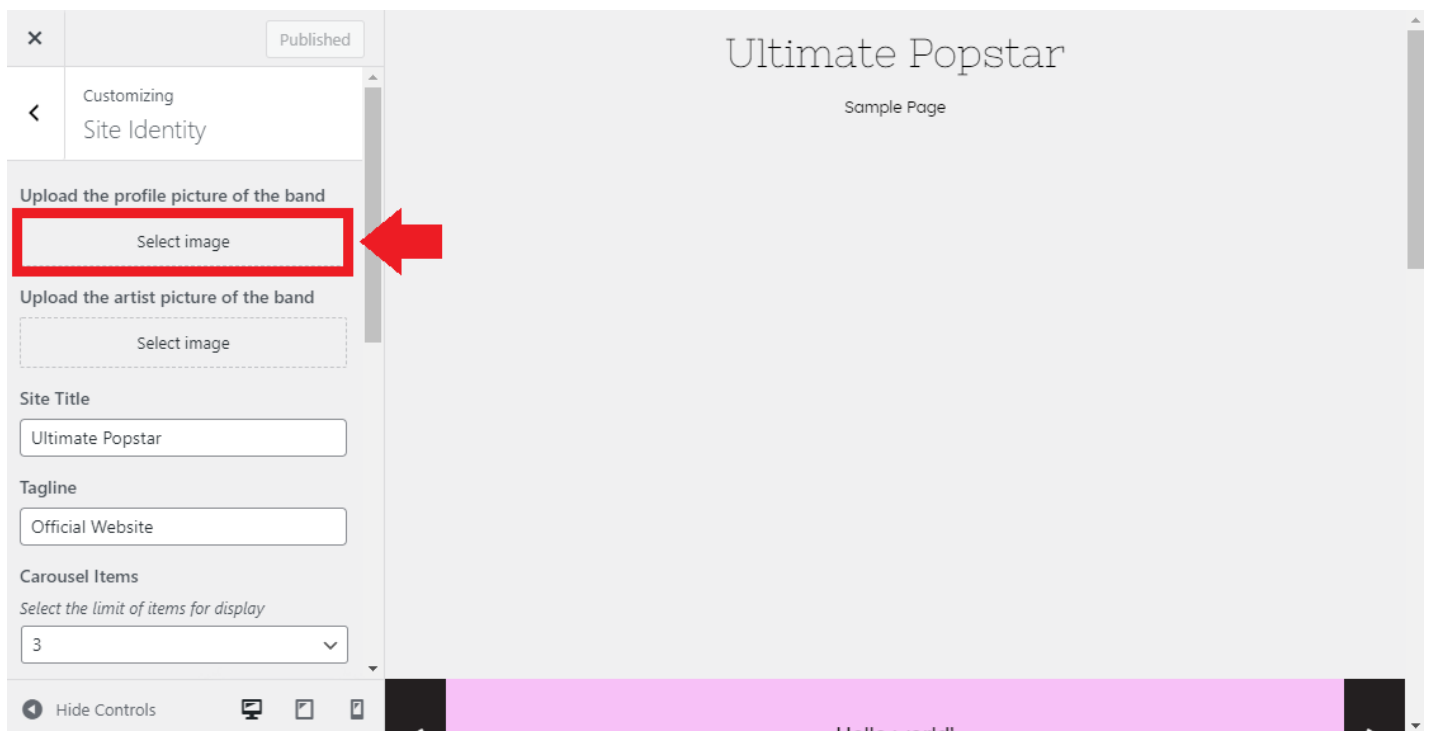 Published
Customizing
Site Identity
Upload the profile picture of the band
Select image
Upload the artist picture of the band
Select image
Site Title
Ultimate Popstar
Tagline
Official Website
Carousel Items
Select the limit of items for display
3
Hide Controls
Ultimate Popstar
Sample Page